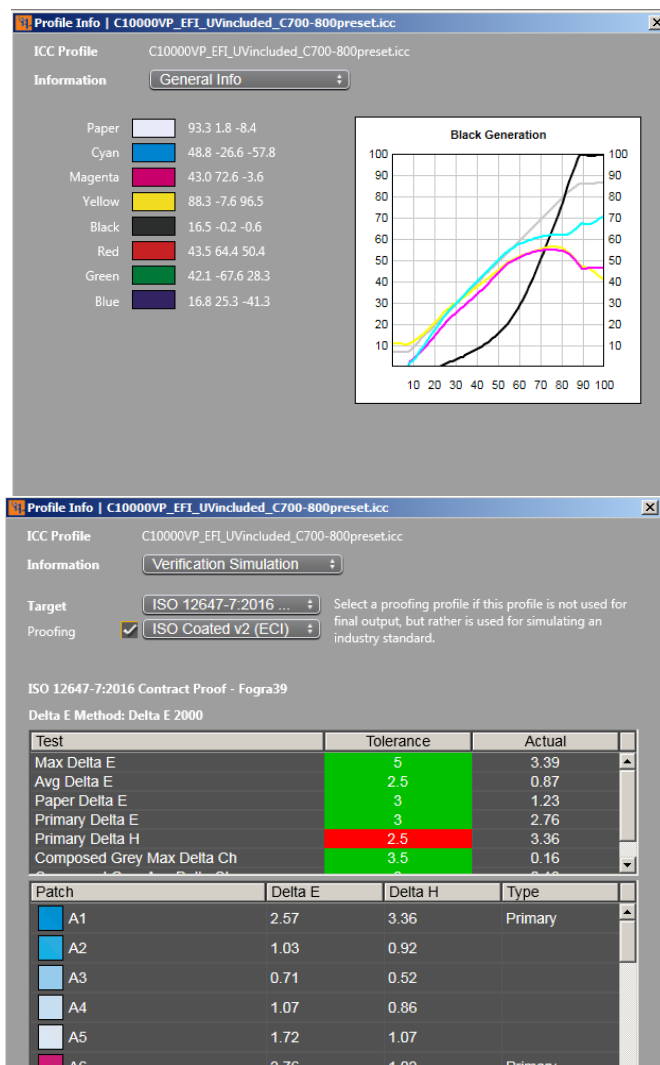 Profile Info | C10000VP_EFI_UVincluded_C700-800preset.icc
ICC Profile C10000VP_EFI_UVincluded_C700-800preset.icc
Information General Info
Paper 93.3 1.8 -8.4
Cyan 48.8 -26.6 -57.8
Magenta 43.0 72.6 -3.6
Yellow 88.3 -7.6 96.5
Black 16.5 -0.2 -0.6
Red 43.5 64.4 50.4
Green 42.1 -67.6 28.3
Blue 16.8 25.3 -41.3
Black Generation
100 100
90 90
80 80
70 70
60 60
50 50
40 40
30 30
20 20
10 10
10 20 30 40 50 60 70 80 90 100
Profile Info | C10000VP_EFI_UVincluded_C700-800preset.icc
ICC Profile C10000VP_EFI_UVincluded_C700-800preset.icc
Information Verification Simulation
Target ISO 12647-7:2016 ...
Proofing ISO Coated v2 (ECI)
Select a proofing profile if this profile is not used for
final output, but rather is used for simulating an
industry standard.
ISO 12647-7:2016 Contract Proof - Fogra39
Delta E Method: Delta E 2000
Test Tolerance Actual
Max Delta E 5 3.39
Avg Delta E 2.5 0.87
Paper Delta E 3 1.23
Primary Delta E 3 2.76
Primary Delta H 2.5 3.36
Composed Grey Max Delta Ch 3.5 0.16
Patch Delta E Delta H Type
A1 2.57 3.36 Primary
A2 1.03 0.92
A3 0.71 0.52
A4 1.07 0.86
A5 1.72 1.07